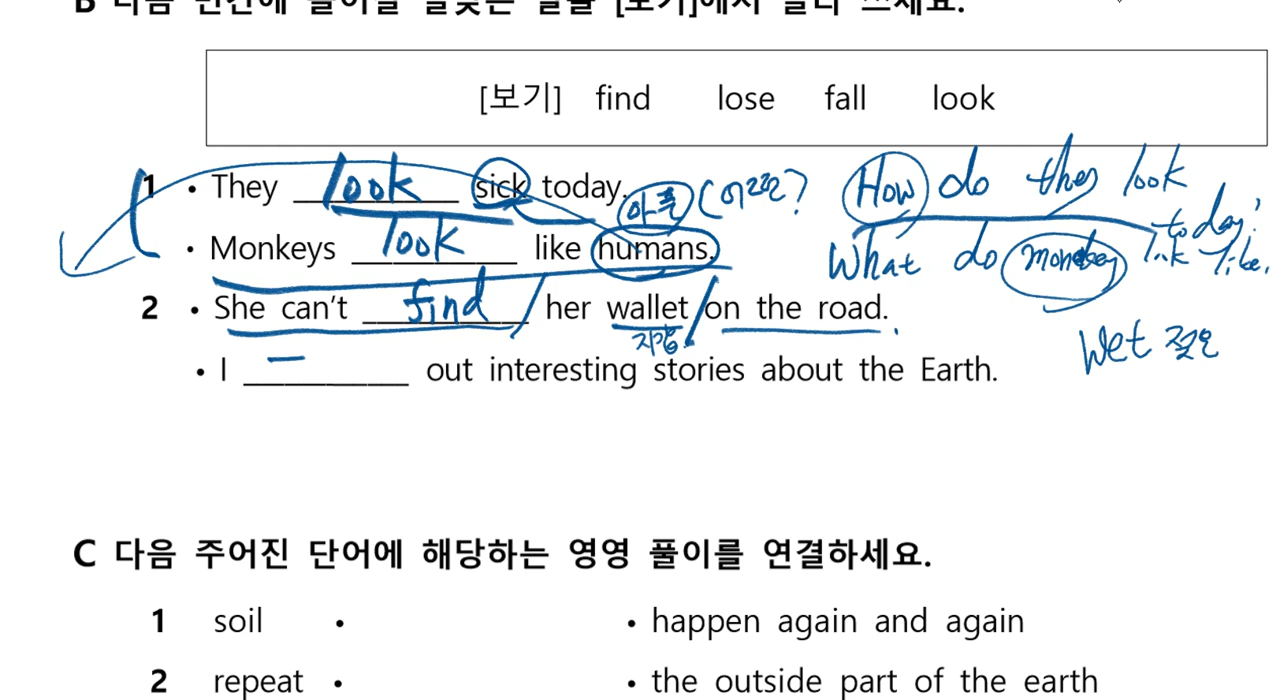 B 다음 빈칸에 들어갈 알맞은 말을 [보기]에서 골라 쓰세요.
[보기] find lose fall look
1 • They look sick today. 아픈 (어때? How do they look today?
• Monkeys look like humans. What do monkey look like.
2 • She can't find her wallet on the road.
지갑 wet 젖은
• I ________ out interesting stories about the Earth.
C 다음 주어진 단어에 해당하는 영영 풀이를 연결하세요.
1 soil • • happen again and again
2 repeat • • the outside part of the earth